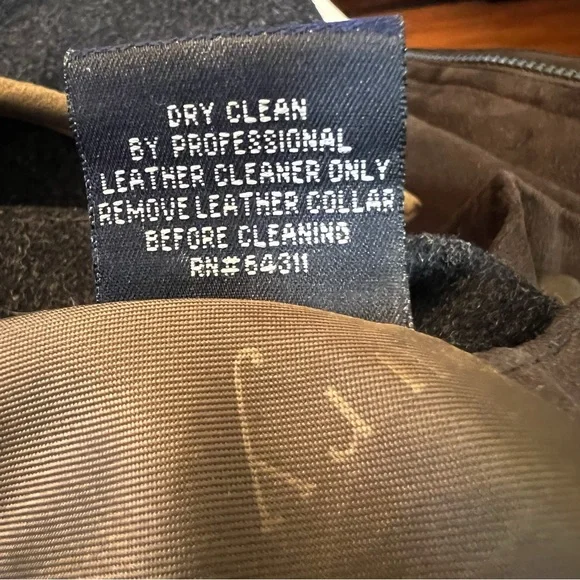 DRY CLEAN
BY PROFESSIONAL
LEATHER CLEANER ONLY
REMOVE LEATHER COLLAR
BEFORE CLEANING
RN#64311